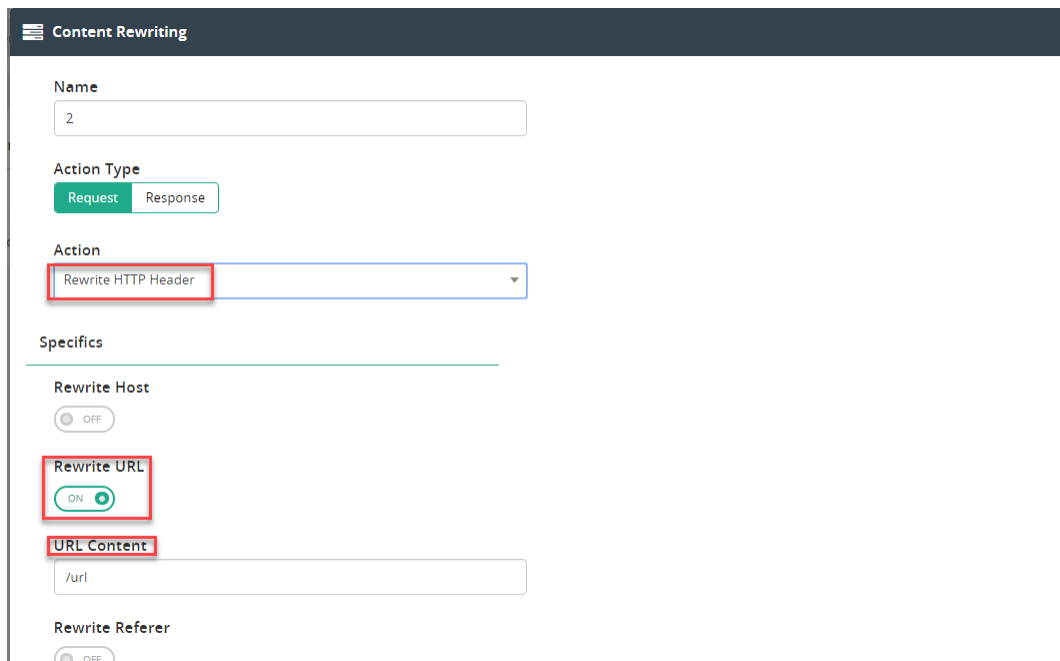 Content Rewriting
Name
2
Action Type
Request Response
Action
Rewrite HTTP Header
Specifics
Rewrite Host
OFF
Rewrite URL
ON
URL Content
/url
Rewrite Referer
OFF